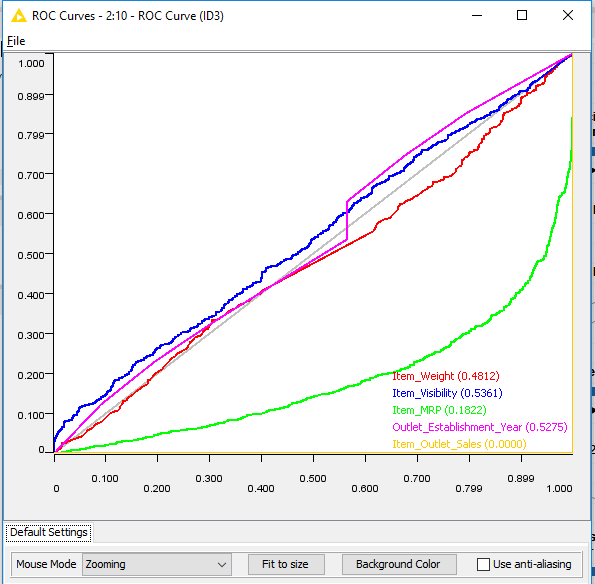 ROC Curves - 2:10 - ROC Curve (ID3)
File
1.000
0.899
0.799
0.700
0.600
0.500
0.400
0.300
0.200
0.100
0
Item_Weight (0.4812)
Item_Visibility (0.5361)
Item_MRP (0.1822)
Outlet_Establishment_Year (0.5275)
Item_Outlet_Sales (0.0000)
0.100 0.300 0.500 0.700 0.899
0 0.200 0.400 0.600 0.799 1.000
Default Settings
Mouse Mode Zooming Fit to size Background Color Use anti-aliasing